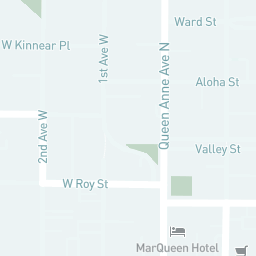 Ward St
W Kinnear Pl
1st Ave W
Queen Anne Ave N
Aloha St
2nd Ave W
Valley St
W Roy St
MarQueen Hotel